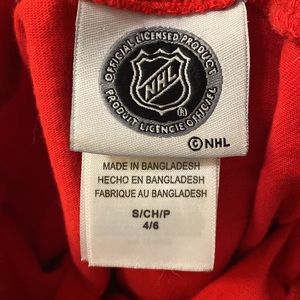 OFFICIAL LICENSED PRODUCT
NHL
®
PRODUIT LICENCIÉ OFFICIEL
©NHL
MADE IN BANGLADESH
HECHO EN BANGLADESH
FABRIQUE AU BANGLADESH
S/CH/P
4/6